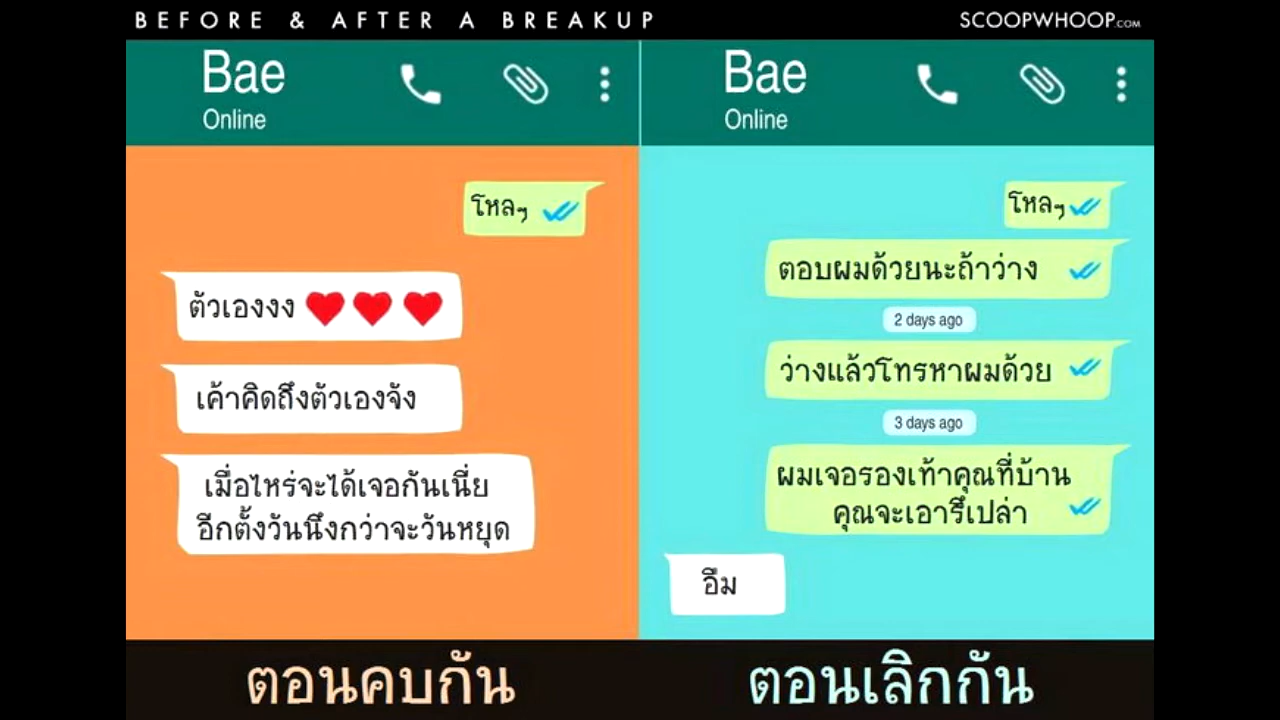 BEFORE & AFTER A BREAKUP
SCOOPWHOOP.COM
Bae
Online
โหลๆ
ตัวเองงง ❤❤❤
เค้าคิดถึงตัวเองจัง
เมื่อไหร่จะได้เจอกันเนี่ย
อีกตั้งวันนึงกว่าจะวันหยุด
ตอนคบกัน
Bae
Online
โหลๆ
ตอบผมด้วยนะถ้าว่าง
2 days ago
ว่างแล้วโทรหาผมด้วย
3 days ago
ผมเจอรองเท้าคุณที่บ้าน
คุณจะเอารึเปล่า
อืม
ตอนเลิกกัน